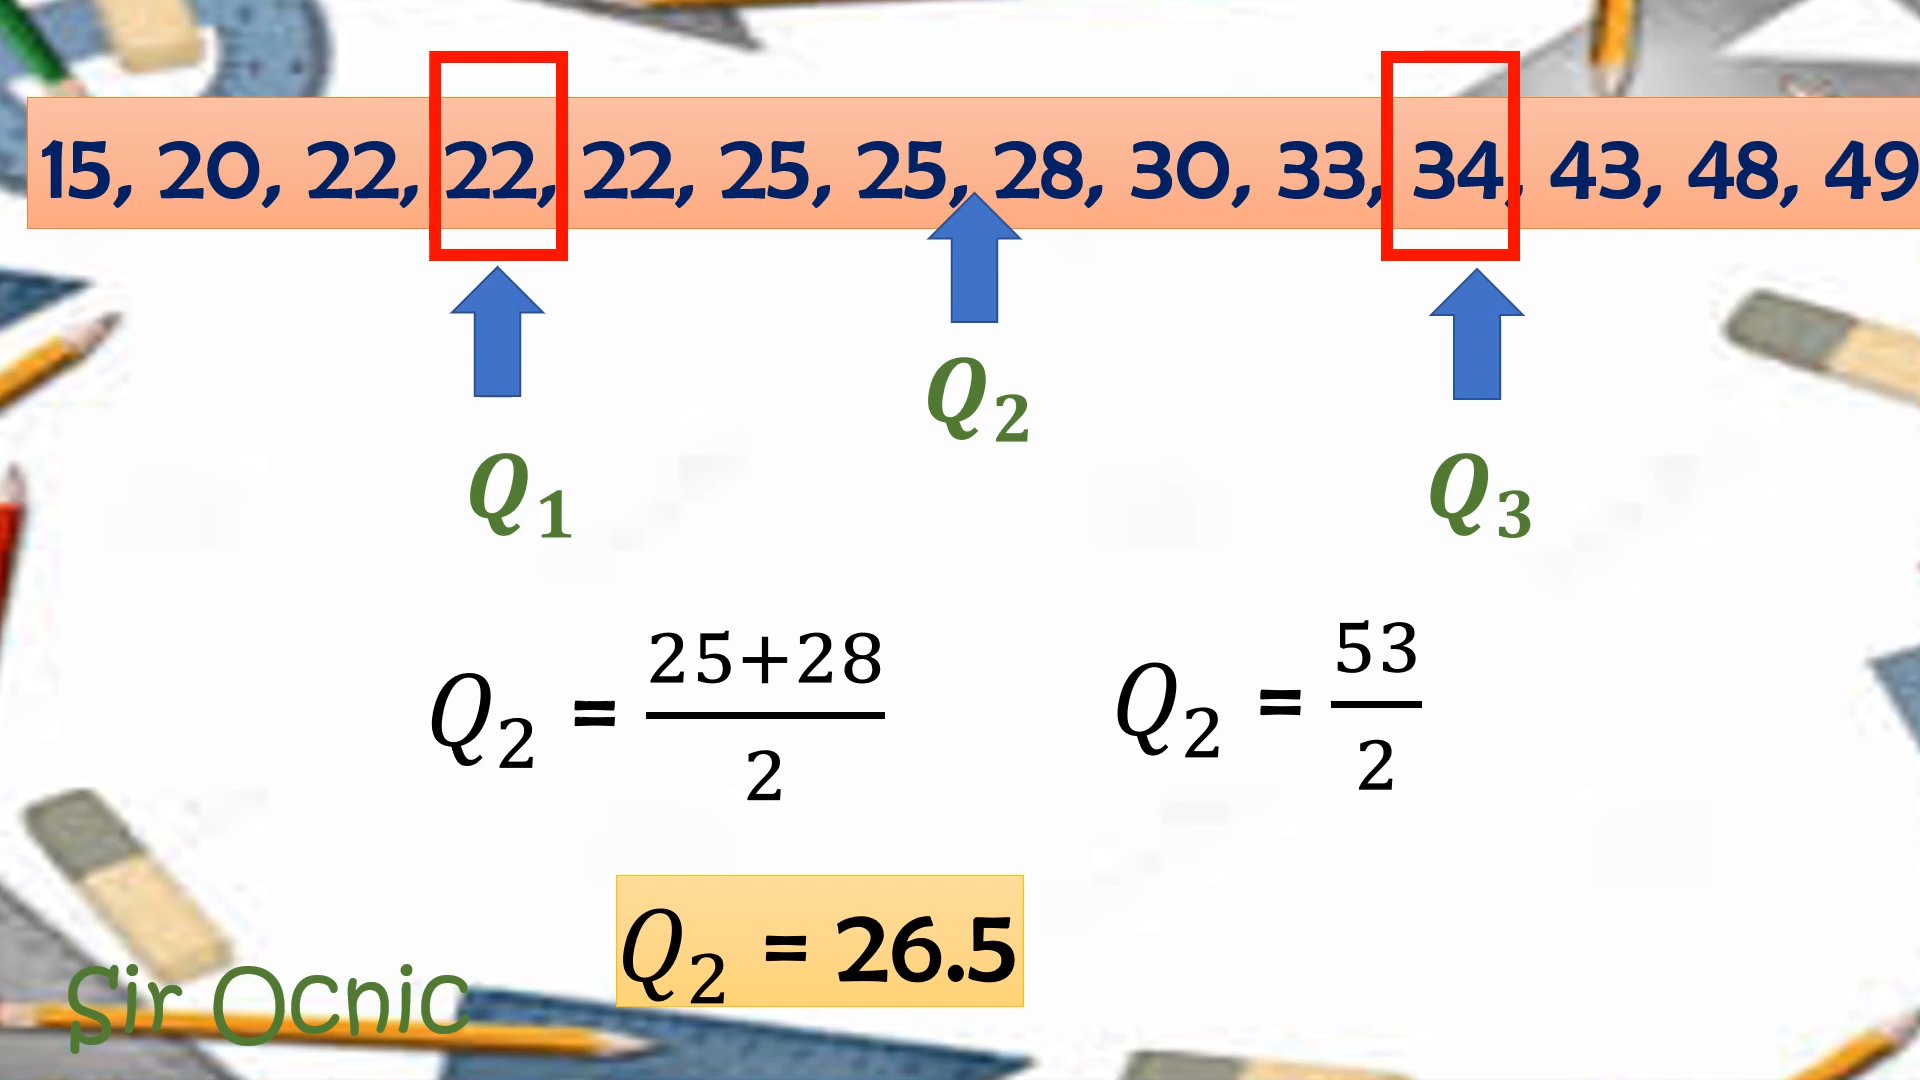 15, 20, 22, 22, 22, 25, 25, 28, 30, 33, 34, 43, 48, 49
Q₂
Q₁ Q₃
Q₂ = 25+28/2 Q₂ = 53/2
Q₂ = 26.5
Sir Ocnic